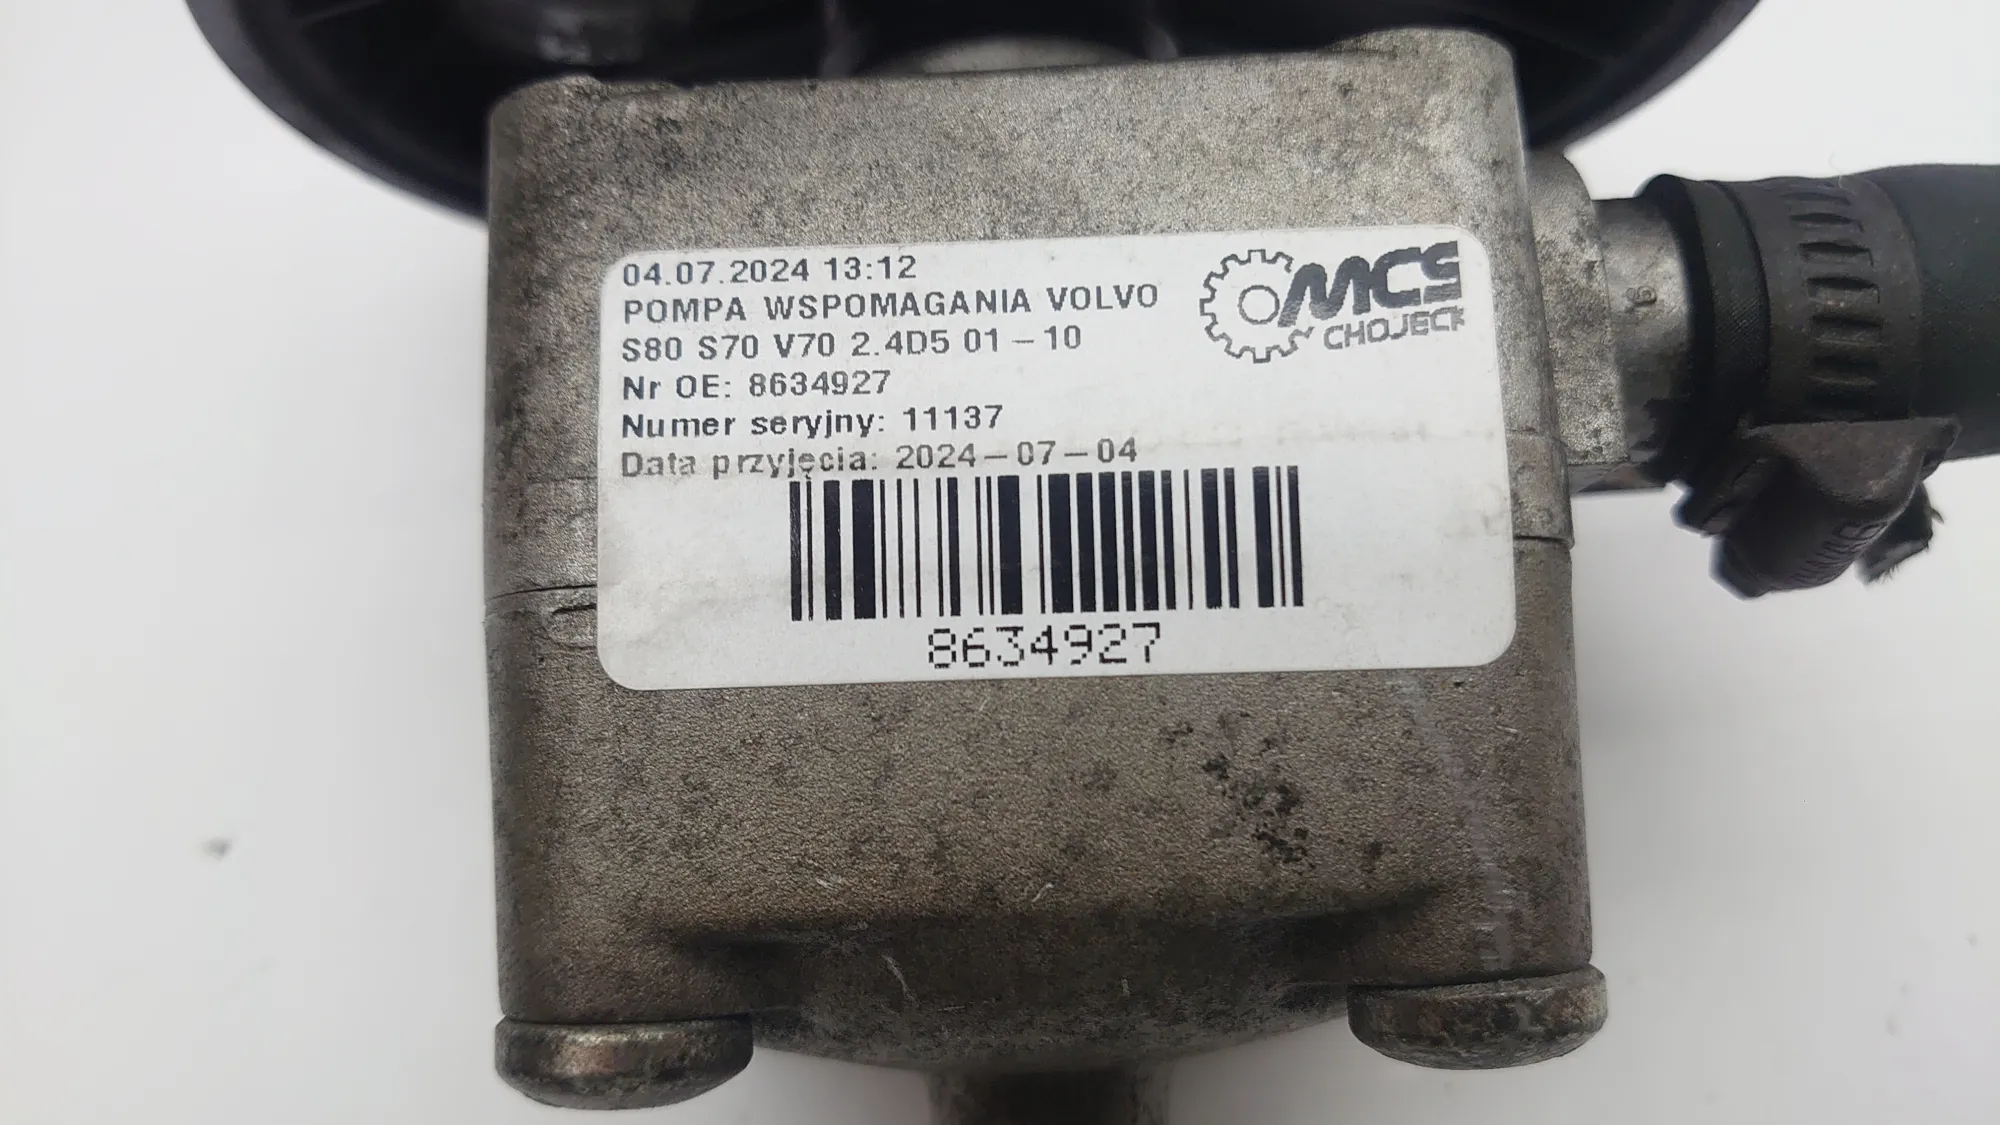 04.07.2024 13:12
POMPA WSPOMAGANIA VOLVO
S80 S70 V70 2.4D5 01-10
Nr OE: 8634927
Numer seryjny: 11137
Data przyjęcia: 2024-07-04
8634927
MCS
CHOJECK